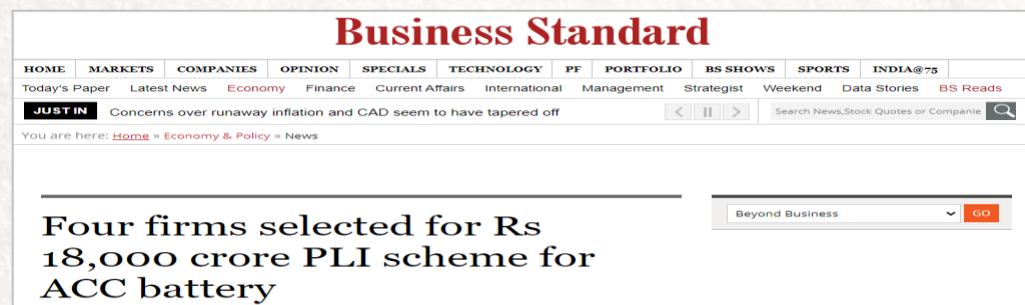 Business Standard
HOME MARKETS COMPANIES OPINION SPECIALS TECHNOLOGY PF PORTFOLIO BS SHOWS SPORTS INDIA@75
Today's Paper Latest News Economy Finance Current Affairs International Management Strategist Weekend Data Stories BS Reads
JUST IN Concerns over runaway inflation and CAD seem to have tapered off Search News,Stock Quotes or Companie
You are here: Home » Economy & Policy » News
Four firms selected for Rs
18,000 crore PLI scheme for
ACC battery
Beyond Business GO